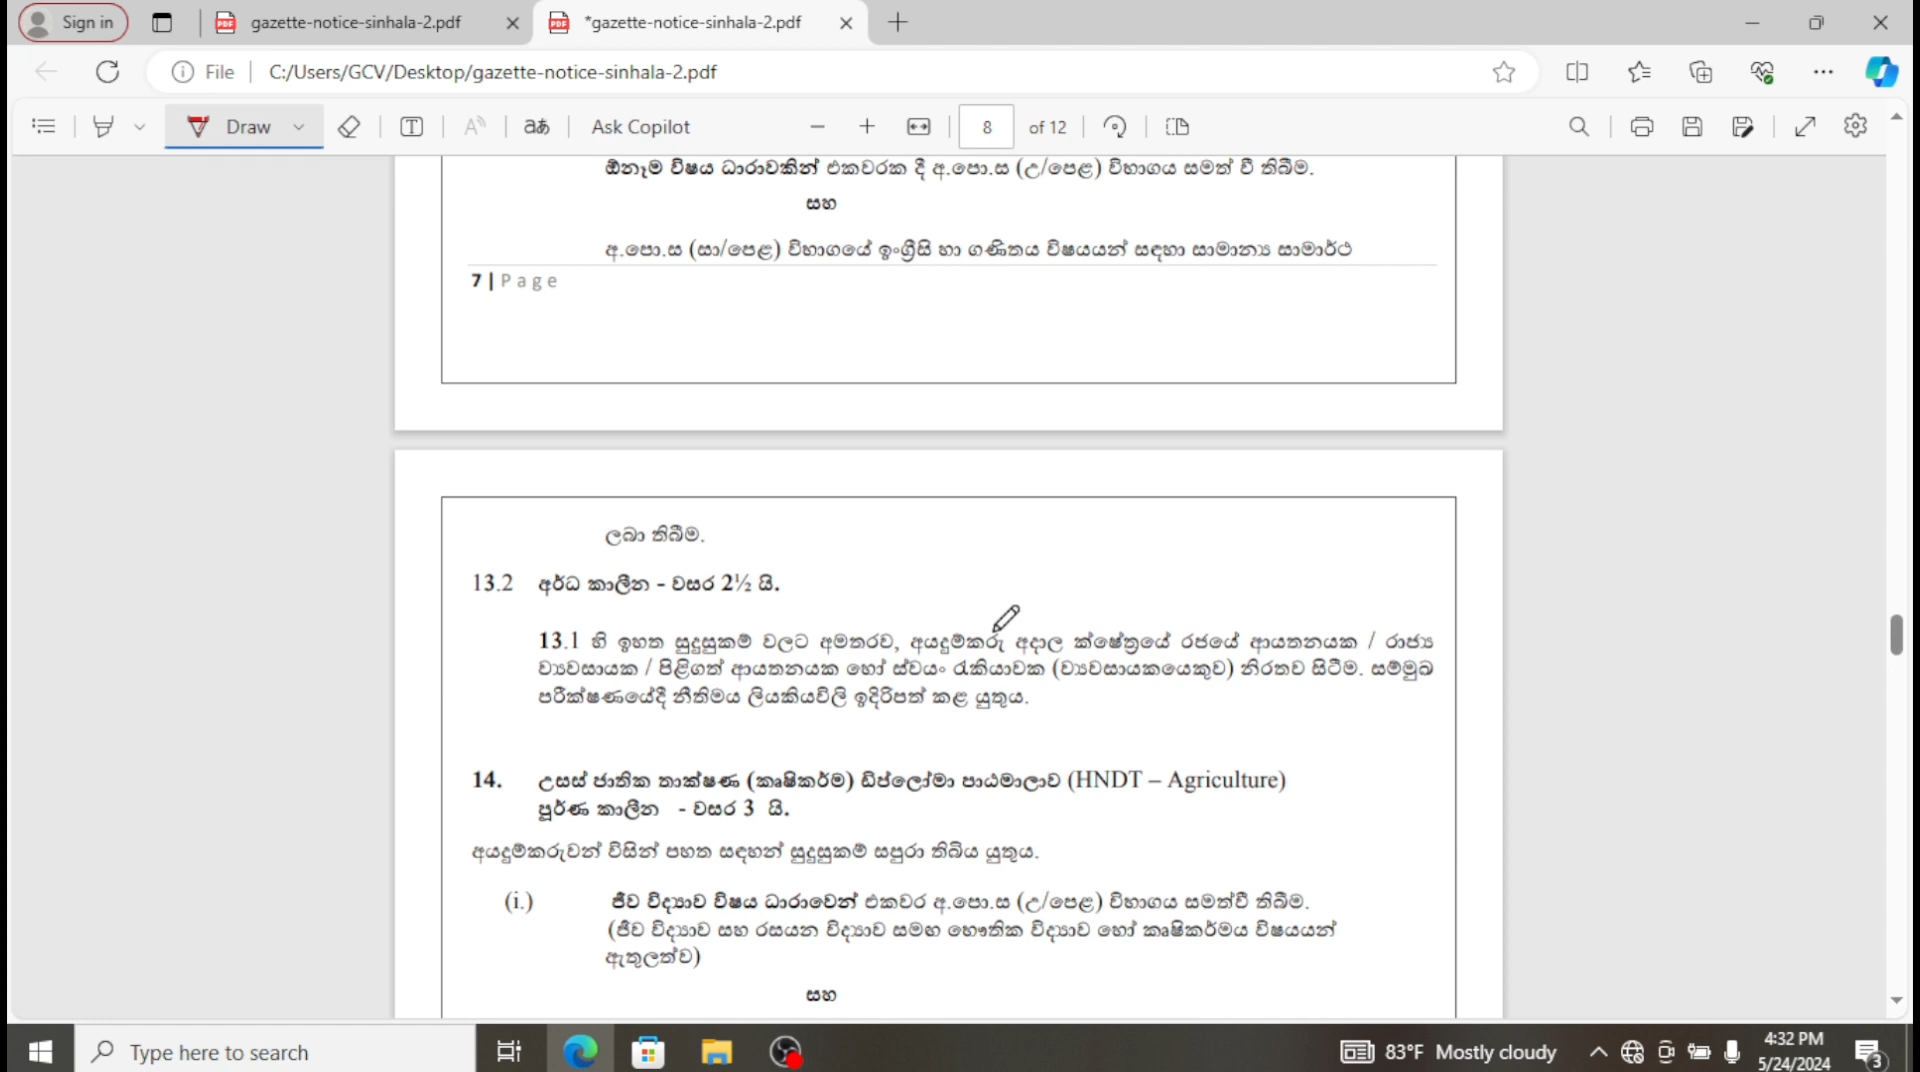 Sign in
gazette-notice-sinhala-2.pdf
*gazette-notice-sinhala-2.pdf
File
C:/Users/GCV/Desktop/gazette-notice-sinhala-2.pdf
Draw
aあ
Ask Copilot
8
of 12
ඕනෑම විෂය ධාරාවකින් එකවරක දී අ.පො.ස (උ/පෙළ) විභාගය සමත් වී තිබීම.
සහ
අ.පො.ස (සා/පෙළ) විභාගයේ ඉංග්‍රීසි හා ගණිතය විෂයයන් සඳහා සාමාන්‍ය සාමාර්ථ
7 | Page
ලබා තිබීම.
13.2 අර්ධ කාලීන - වසර 2½ යි.
13.1 හි ඉහත සුදුසුකම් වලට අමතරව, අයදුම්කරු අදාල ක්ෂේත්‍රයේ රජයේ ආයතනයක / රාජ්‍ය
ව්‍යවසායක / පිළිගත් ආයතනයක හෝ ස්වයං රැකියාවක (ව්‍යවසායකයෙකුව) නිරතව සිටීම. සම්මුඛ
පරීක්ෂණයේදී නීතිමය ලියකියවිලි ඉදිරිපත් කළ යුතුය.
14. උසස් ජාතික තාක්ෂණ (කෘෂිකර්ම) ඩිප්ලෝමා පාඨමාලාව (HNDT – Agriculture)
පූර්ණ කාලීන - වසර 3 යි.
අයදුම්කරුවන් විසින් පහත සඳහන් සුදුසුකම් සපුරා තිබිය යුතුය.
(i.) ජීව විද්‍යාව විෂය ධාරාවෙන් එකවර අ.පො.ස (උ/පෙළ) විභාගය සමත්වී තිබීම.
(ජීව විද්‍යාව සහ රසයන විද්‍යාව සමඟ භෞතික විද්‍යාව හෝ කෘෂිකර්මය විෂයයන්
ඇතුලත්ව)
සහ
Type here to search
83°F Mostly cloudy
4:32 PM
5/24/2024
3